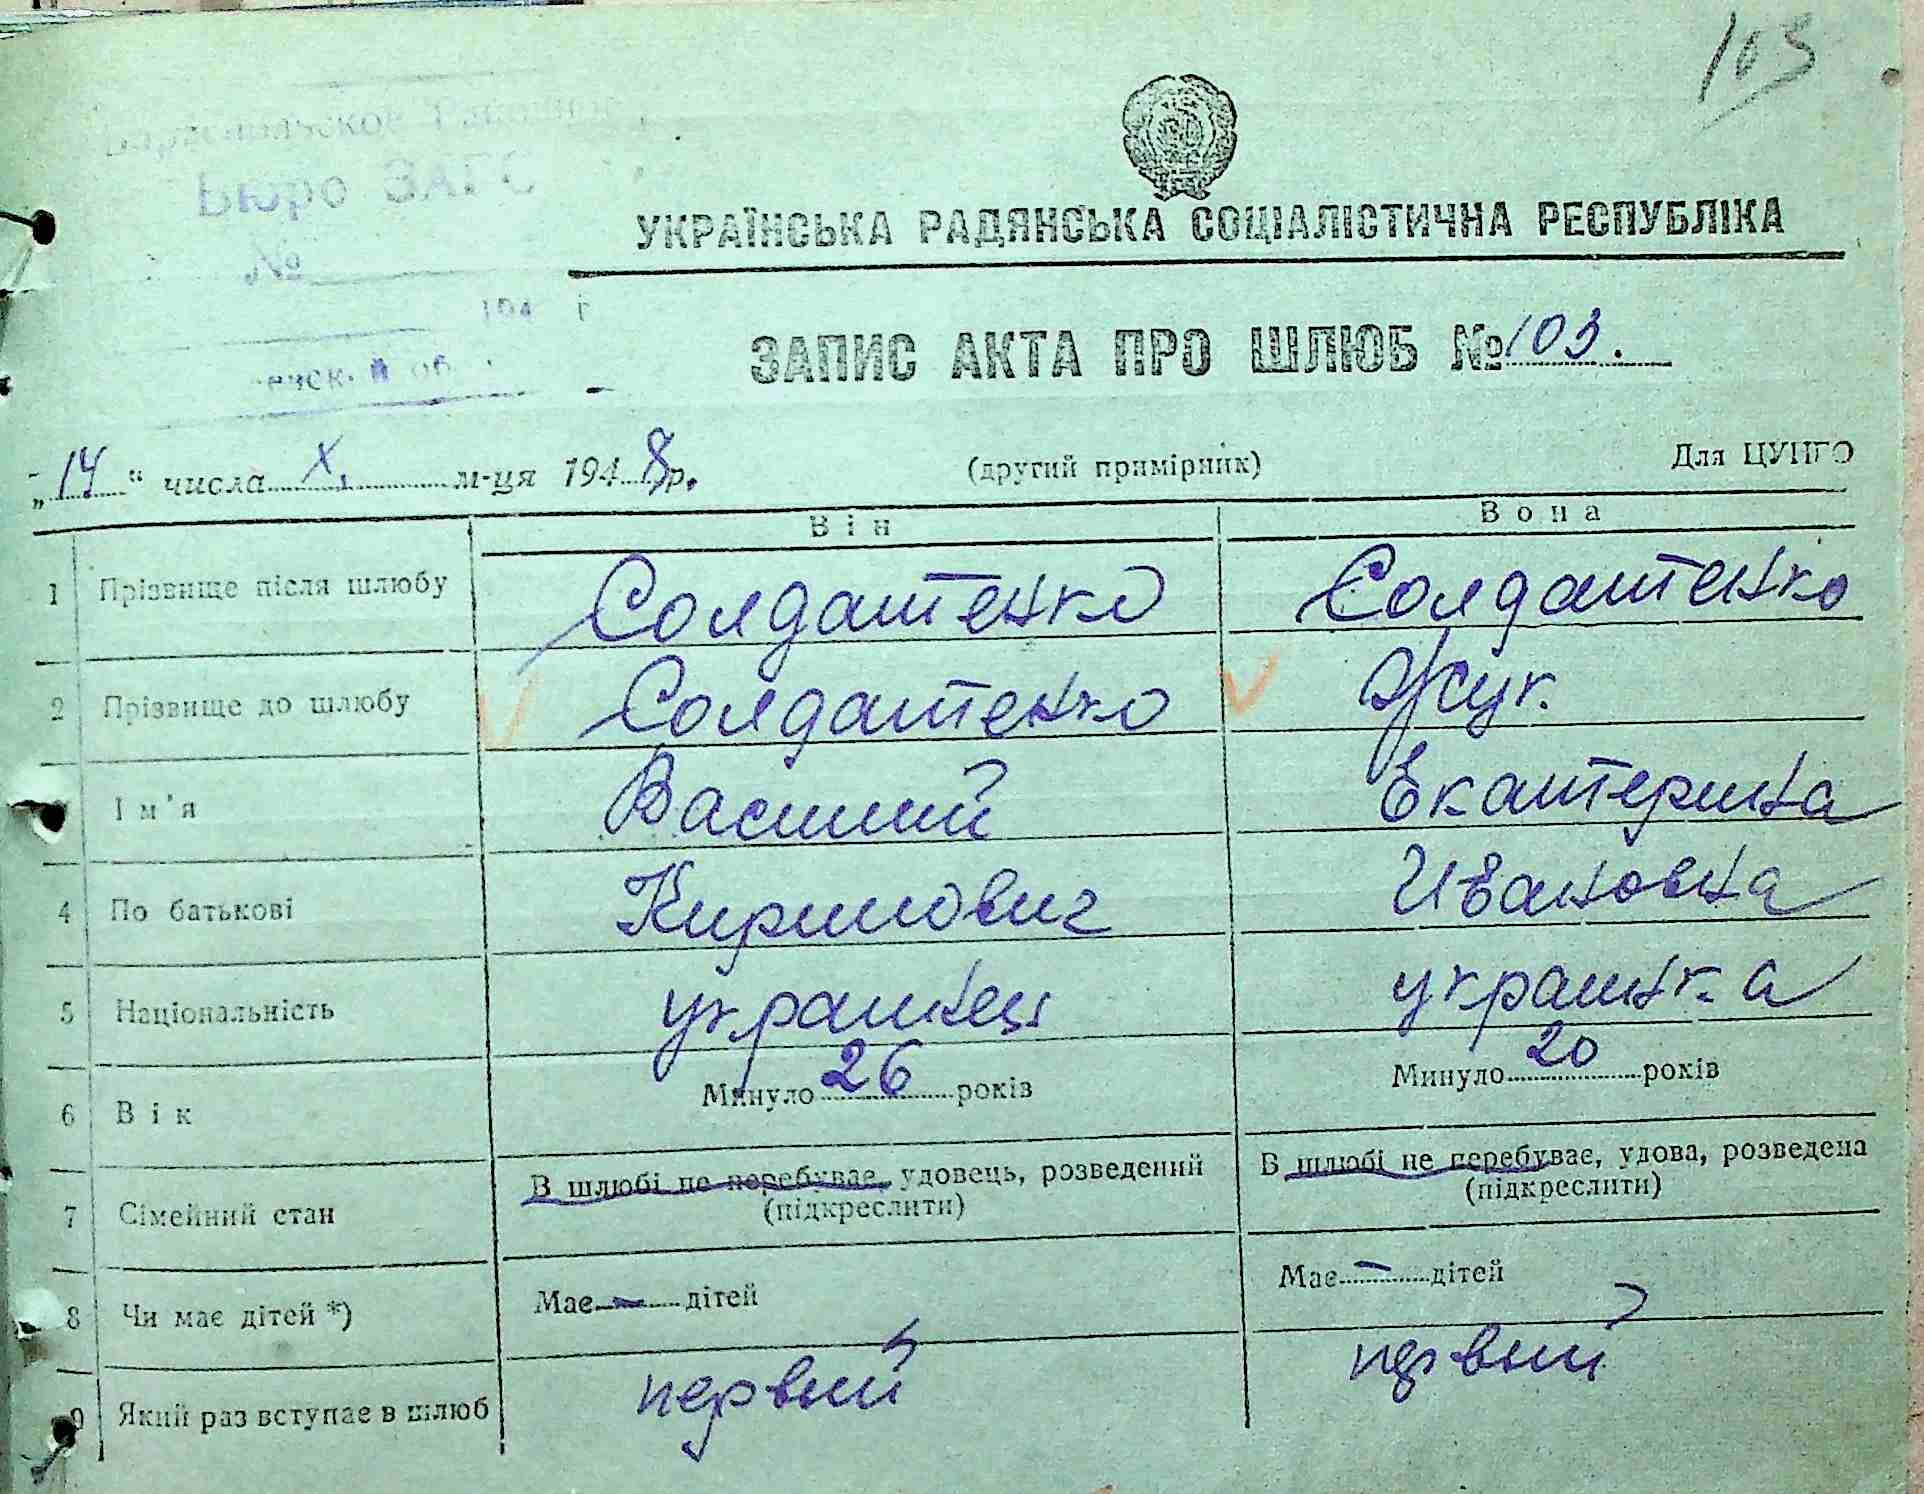 103
Бюро ЗАГС
№
194 г
УКРАЇНСЬКА РАДЯНСЬКА СОЦІАЛІСТИЧНА РЕСПУБЛІКА
ЗАПИС АКТА ПРО ШЛЮБ № 103.
„14" числа X. м-ця 1948 р.
(другий примірник)
Для ЦУНГО
Він Вона
1 Прізвище після шлюбу Солдатенко Солдатенко
2 Прізвище до шлюбу Солдатенко Жук.
Ім'я Василий Екатерина
4 По батькові Кирилович Ивановна
5 Національність украинец украинка
6 Вік Минуло 26 років Минуло 20 років
7 Сімейний стан В шлюбі не перебуває, удовець, розведений (підкреслити) В шлюбі не перебуває, удова, розведена (підкреслити)
8 Чи має дітей *) Має – дітей Має – дітей
9 Який раз вступає в шлюб первый первый